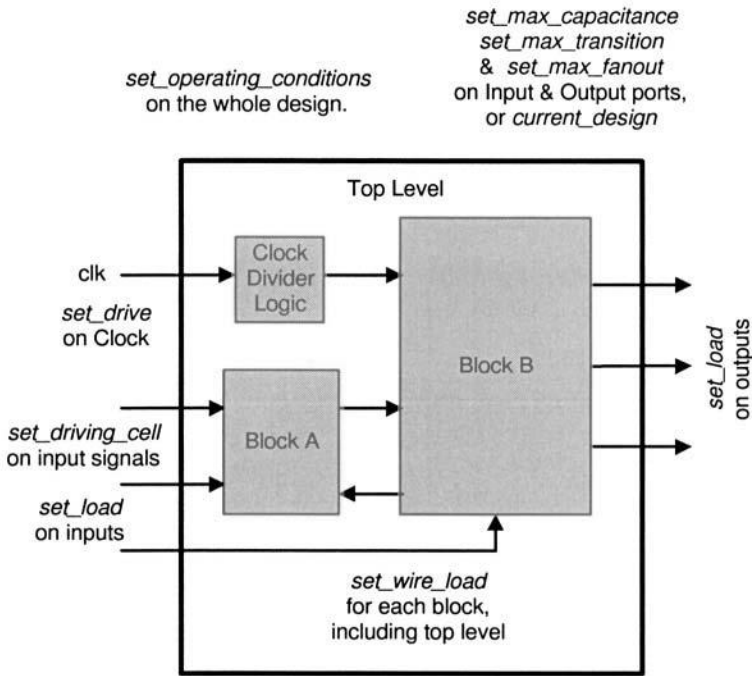 set_max_capacitance
set_max_transition
& set_max_fanout
on Input & Output ports,
or current_design
set_operating_conditions
on the whole design.
Top Level
clk
Clock
Divider
Logic
set_drive
on Clock
Block B
set_load
on outputs
set_driving_cell
on input signals
Block A
set_load
on inputs
set_wire_load
for each block,
including top level